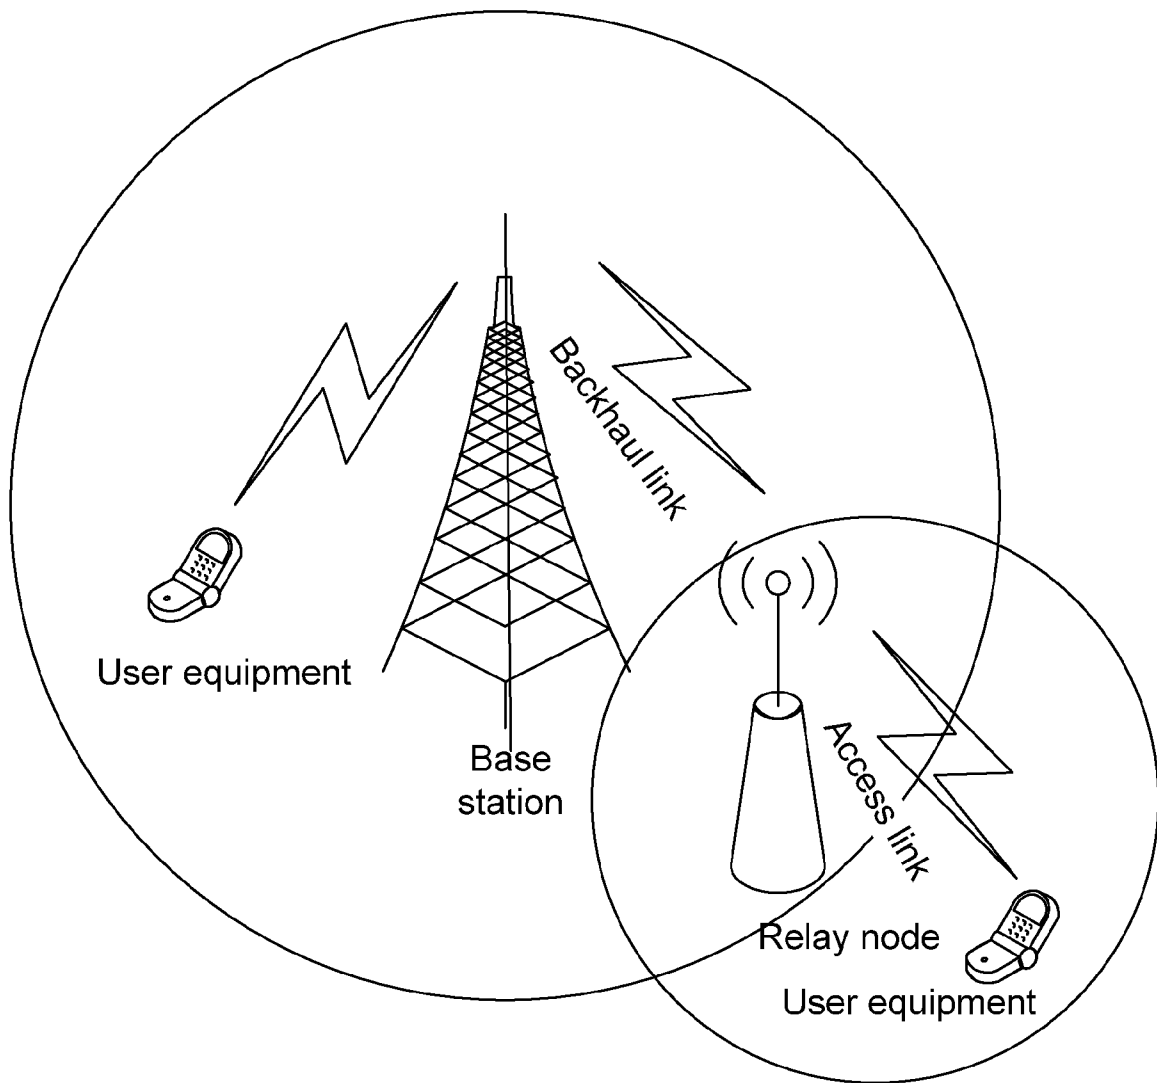 Backhaul link
User equipment
Base
station
Access link
Relay node
User equipment